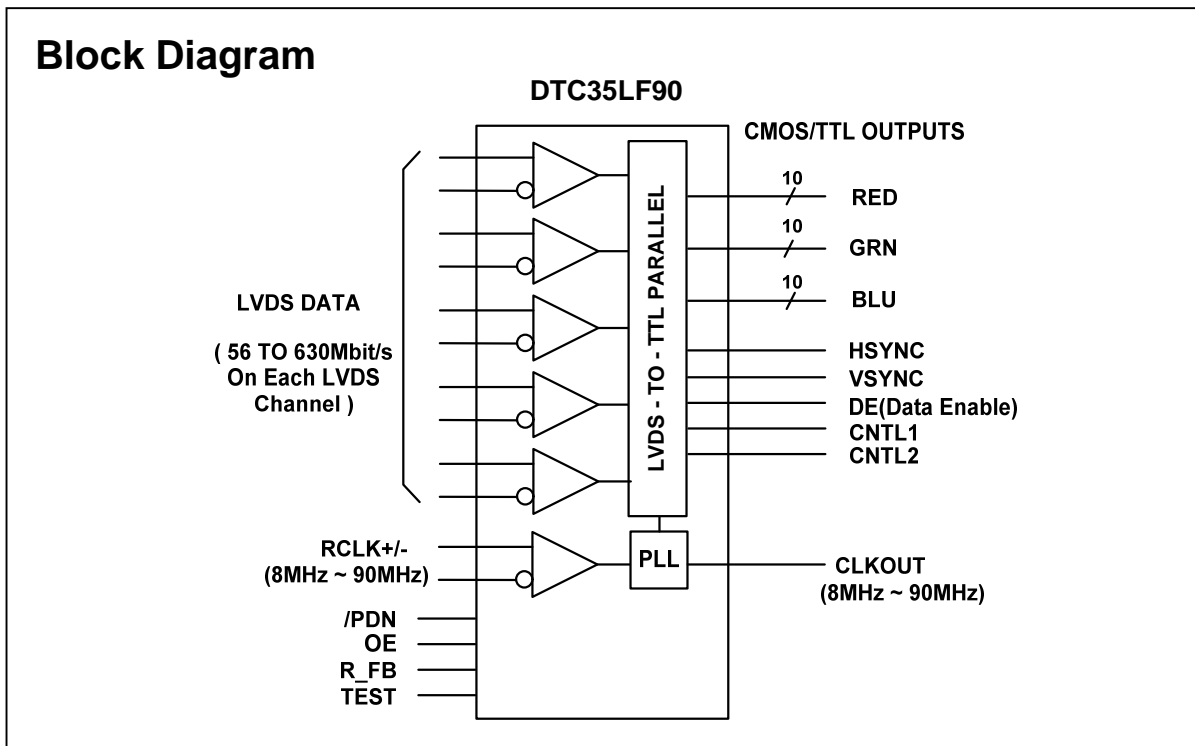 Block Diagram
DTC35LF90
CMOS/TTL OUTPUTS
10
RED
10
GRN
10
BLU
LVDS DATA
( 56 TO 630Mbit/s
On Each LVDS
Channel )
LVDS - TO - TTL PARALLEL
HSYNC
VSYNC
DE(Data Enable)
CNTL1
CNTL2
RCLK+/-
(8MHz ~ 90MHz)
PLL
CLKOUT
(8MHz ~ 90MHz)
/PDN
OE
R_FB
TEST